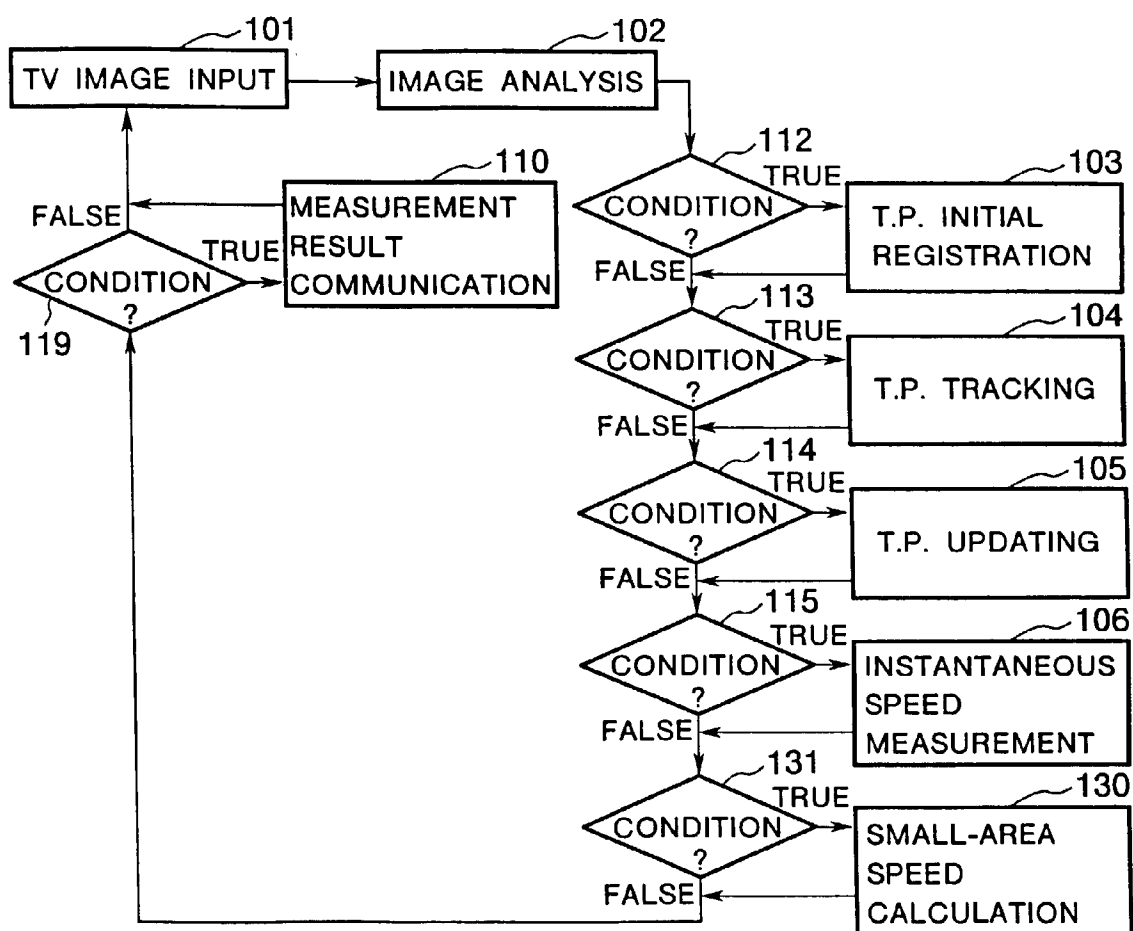 101
TV IMAGE INPUT
102
IMAGE ANALYSIS
112
CONDITION
?
TRUE
FALSE
103
T.P. INITIAL
REGISTRATION
110
MEASUREMENT
RESULT
COMMUNICATION
FALSE
TRUE
CONDITION
?
119
113
CONDITION
?
TRUE
FALSE
104
T.P. TRACKING
114
CONDITION
?
TRUE
FALSE
105
T.P. UPDATING
115
CONDITION
?
TRUE
FALSE
106
INSTANTANEOUS
SPEED
MEASUREMENT
131
CONDITION
?
TRUE
FALSE
130
SMALL-AREA
SPEED
CALCULATION